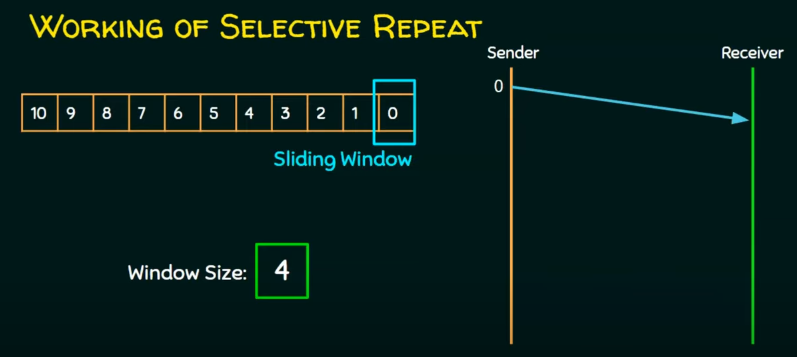 WORKING OF SELECTIVE REPEAT
Sender
Receiver
0
10 9 8 7 6 5 4 3 2 1 0
Sliding Window
Window Size: 4